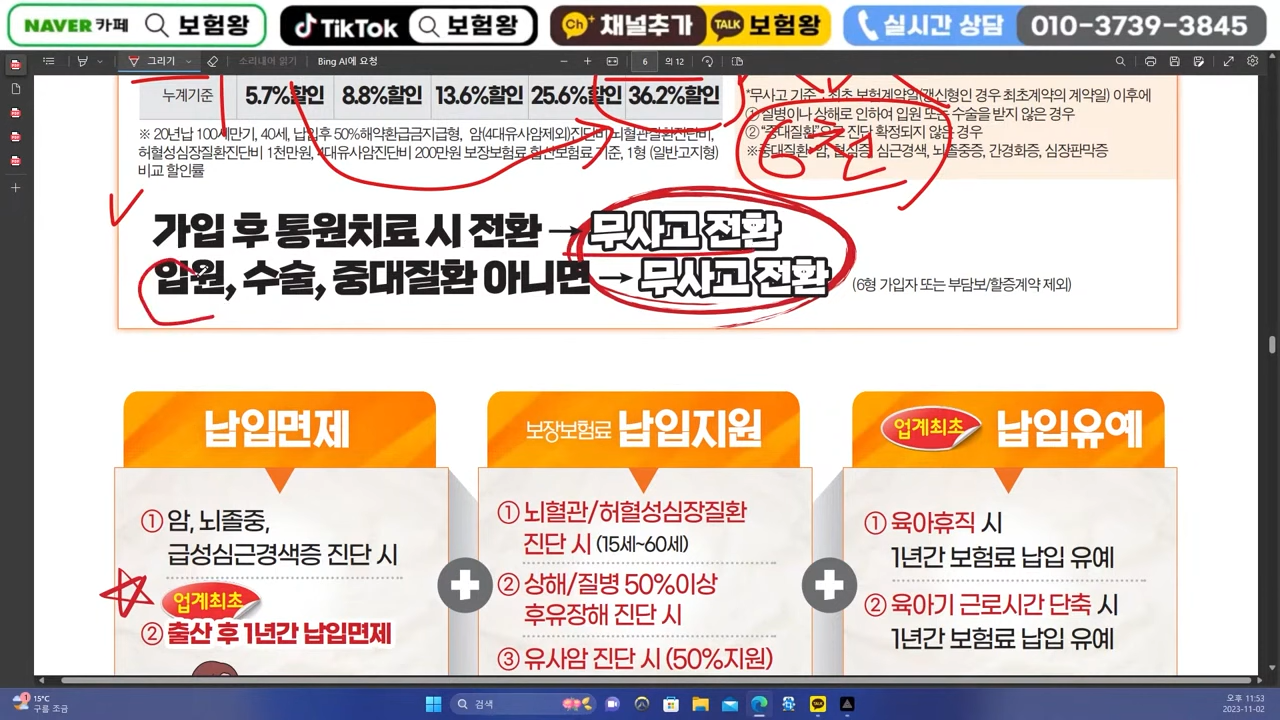 NAVER 카페 보험왕
TikTok 보험왕
Ch+ 채널추가 TALK 보험왕
실시간 상담 010-3739-3845
그리기 소리내어 읽기 Bing AI에 요청
6 의 12
누계기준 5.7%할인 8.8%할인 13.6%할인 25.6%할인 36.2%할인
※ 20년납 100세만기, 40세, 납입후 50%해약환급금지급형, 암(4대유사암제외)진단비, 뇌혈관질환진단비,
허혈성심장질환진단비 1천만원, 4대유사암진단비 200만원 보장보험료 합산보험료 기준, 1형 (일반고지형)
비교 할인률
*무사고 기준 : 최초 보험계약일(갱신형인 경우 최초계약의 계약일) 이후에
① 질병이나 상해로 인하여 입원 또는 수술을 받지 않은 경우
② "중대질환"으로 진단 확정되지 않은 경우
※중대질환: 암, 협심증, 심근경색, 뇌졸중증, 간경화증, 심장판막증
6천
가입 후 통원치료 시 전환 → 무사고 전환
입원, 수술, 중대질환 아니면 → 무사고 전환 (6형 가입자 또는 부담보/할증계약 제외)
납입면제
① 암, 뇌졸중,
급성심근경색증 진단 시
업계최초
② 출산 후 1년간 납입면제
보장보험료 납입지원
① 뇌혈관/허혈성심장질환
진단 시 (15세~60세)
② 상해/질병 50%이상
후유장해 진단 시
③ 유사암 진단 시 (50%지원)
업계최초 납입유예
① 육아휴직 시
1년간 보험료 납입 유예
② 육아기 근로시간 단축 시
1년간 보험료 납입 유예
15°C
구름 조금
검색
오후 11:53
2023-11-02